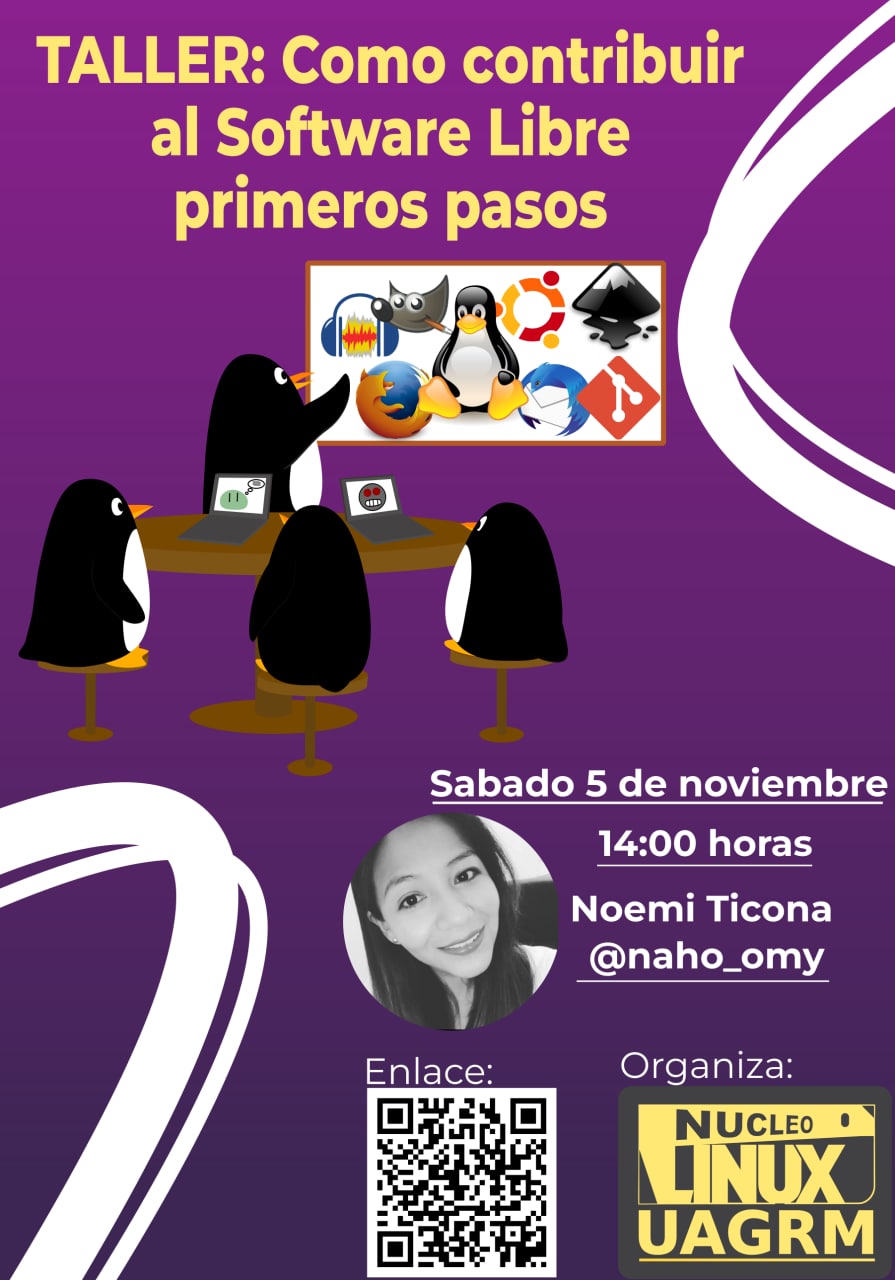 TALLER: Como contribuir
al Software Libre
primeros pasos
Sabado 5 de noviembre
14:00 horas
Noemi Ticona
@naho_omy
Enlace:
Organiza:
NUCLEO
LINUX
UAGRM